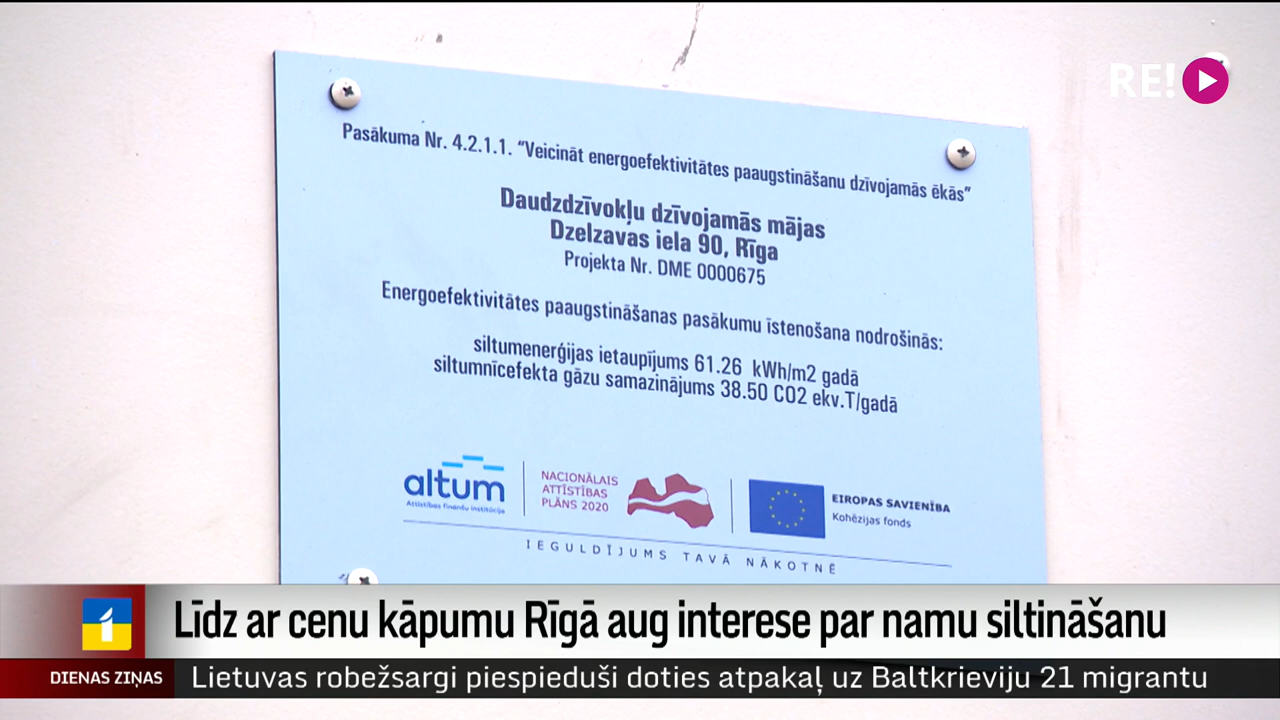 RE!
Pasākuma Nr. 4.2.1.1. “Veicināt energoefektivitātes paaugstināšanu dzīvojamās ēkās”
Daudzdzīvokļu dzīvojamās mājas
Dzelzavas iela 90, Rīga
Projekta Nr. DME 0000675
Energoefektivitātes paaugstināšanas pasākumu īstenošana nodrošinās:
siltumenerģijas ietaupījums 61.26 kWh/m2 gadā
siltumnīcefekta gāzu samazinājums 38.50 CO2 ekv.T/gadā
altum
Attīstības finanšu institūcija
NACIONĀLAIS
ATTĪSTĪBAS
PLĀNS 2020
EIROPAS SAVIENĪBA
Kohēzijas fonds
IEGULDĪJUMS TAVĀ NĀKOTNĒ
1
Līdz ar cenu kāpumu Rīgā aug interese par namu siltināšanu
DIENAS ZIŅAS
Lietuvas robežsargi piespieduši doties atpakaļ uz Baltkrieviju 21 migrantu